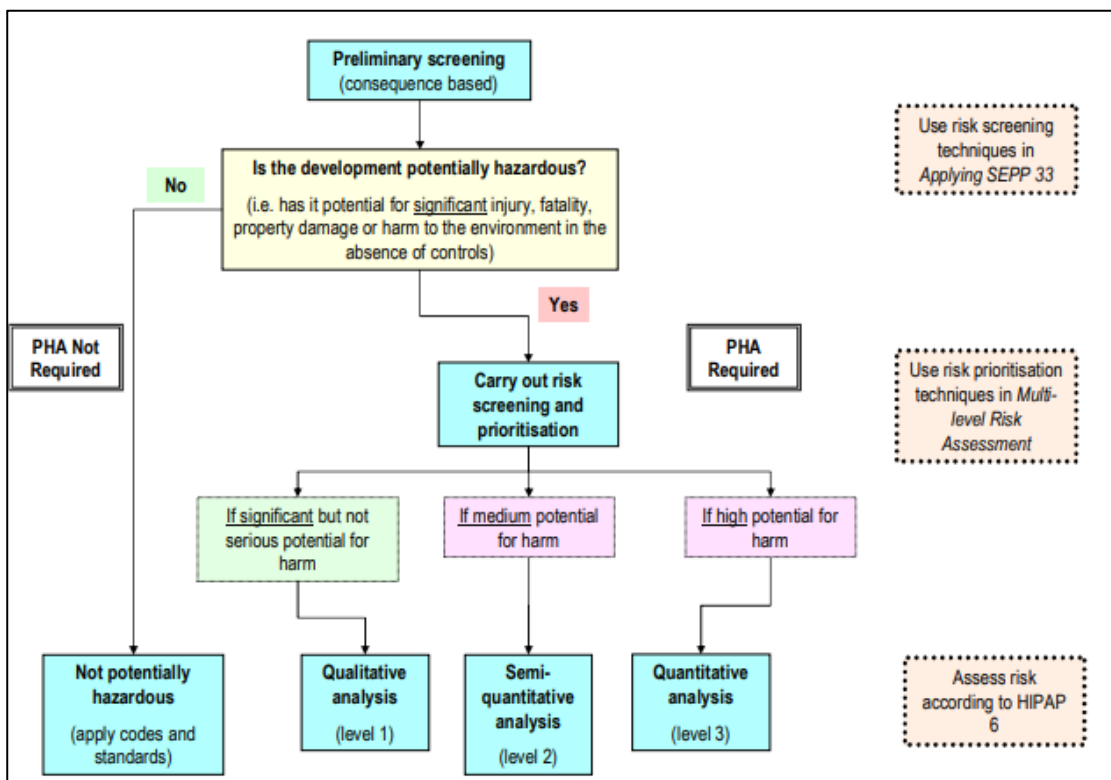 Preliminary screening
(consequence based)
Use risk screening
techniques in
Applying SEPP 33
Is the development potentially hazardous?
(i.e. has it potential for significant injury, fatality,
property damage or harm to the environment in the
absence of controls)
No
Yes
PHA Not
Required
PHA
Required
Carry out risk
screening and
prioritisation
Use risk prioritisation
techniques in Multi-
level Risk
Assessment
If significant but not
serious potential for
harm
If medium potential
for harm
If high potential for
harm
Not potentially
hazardous
(apply codes and
standards)
Qualitative
analysis
(level 1)
Semi-
quantitative
analysis
(level 2)
Quantitative
analysis
(level 3)
Assess risk
according to HIPAP
6